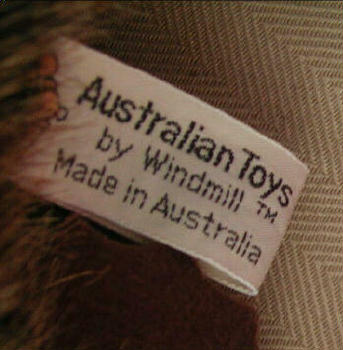 Australian Toys
by Windmill ™
Made in Australia